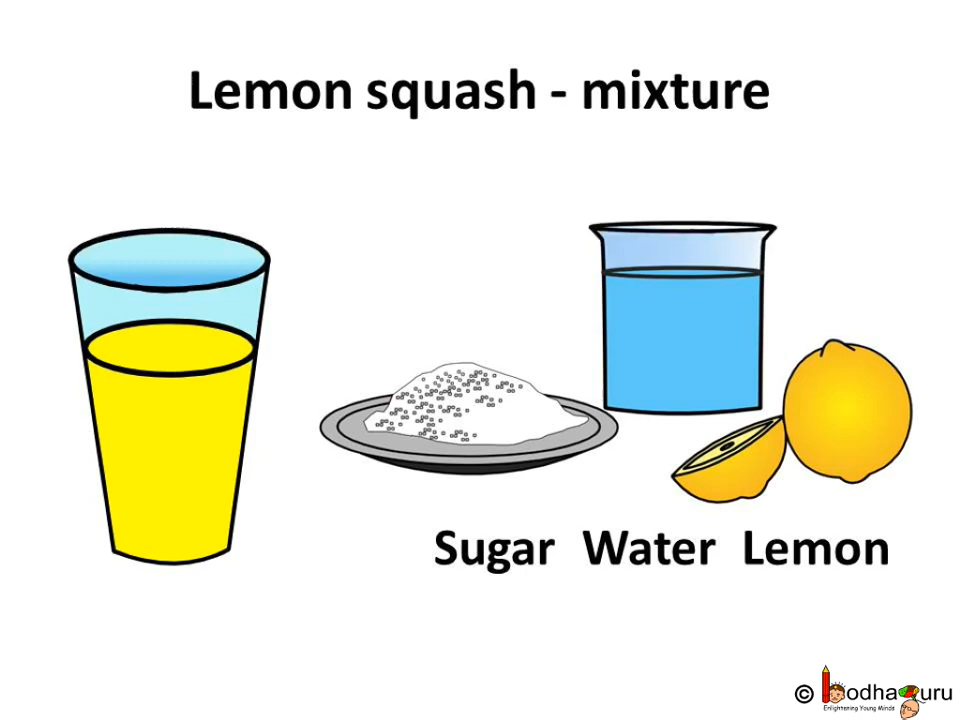 Lemon squash - mixture
Sugar Water Lemon
© bodhaguru
Enlightening Young Minds